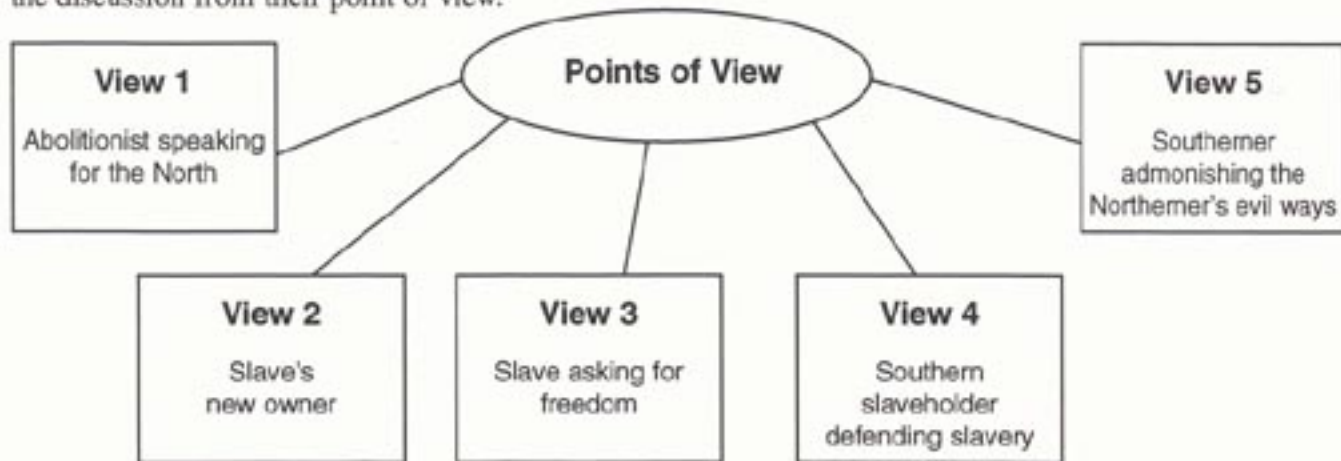 the discussion from their point of view.
Points of View
View 1
Abolitionist speaking
for the North
View 5
Southerner
admonishing the
Northerner's evil ways
View 2
Slave's
new owner
View 3
Slave asking for
freedom
View 4
Southern
slaveholder
defending slavery